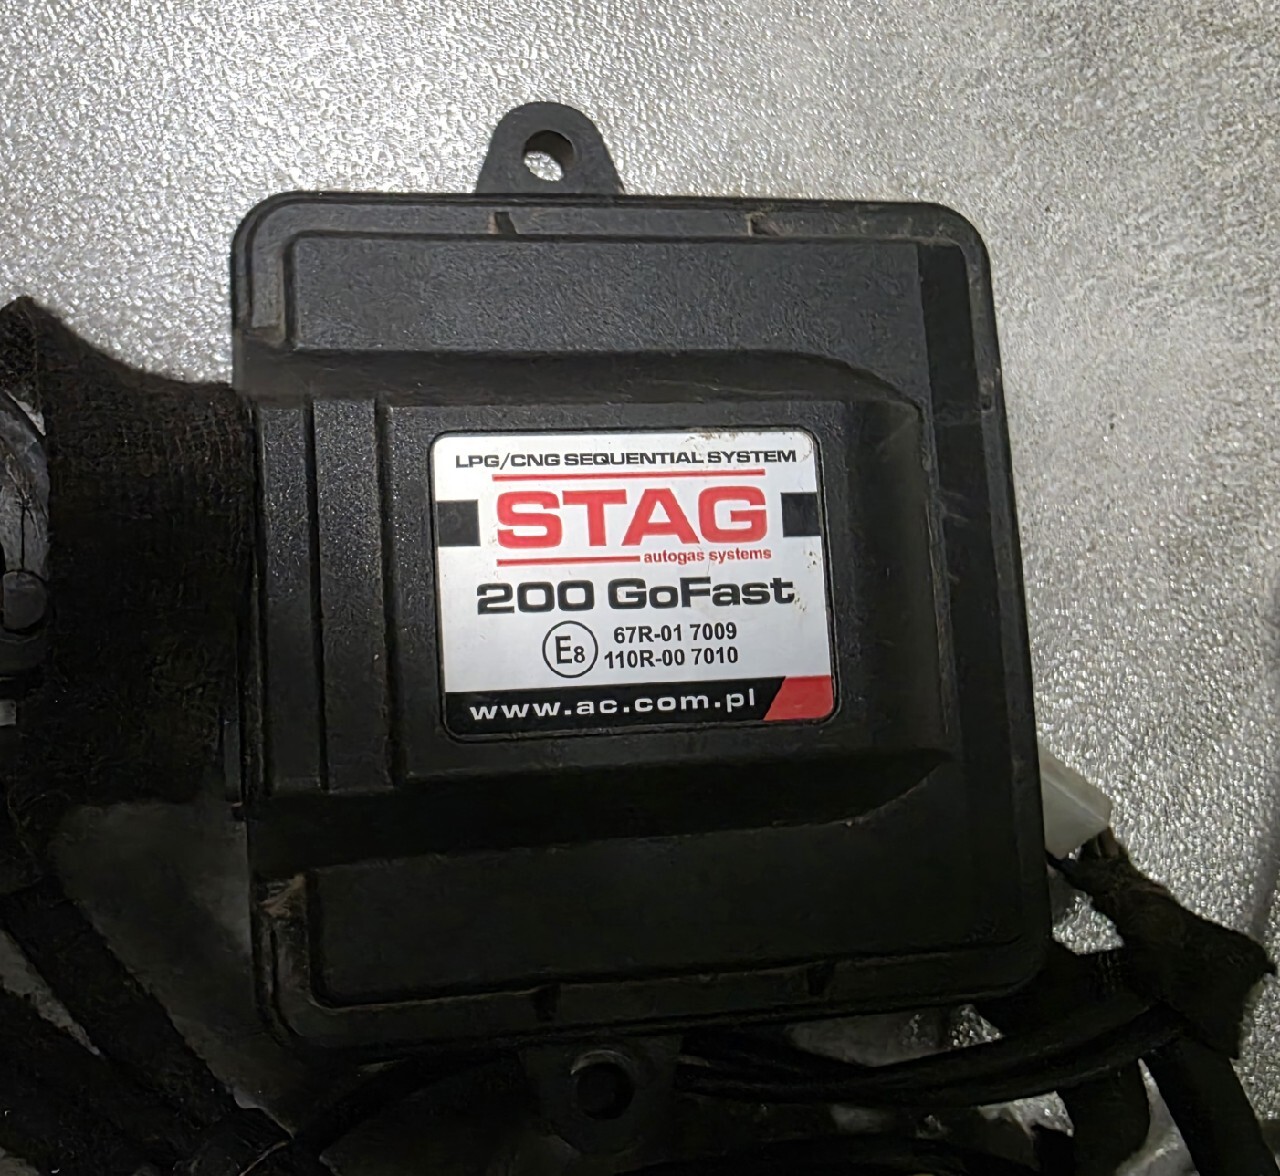 LPG/CNG SEQUENTIAL SYSTEM
STAG
autogas systems
200 GoFast
E8 67R-01 7009
110R-00 7010
www.ac.com.pl